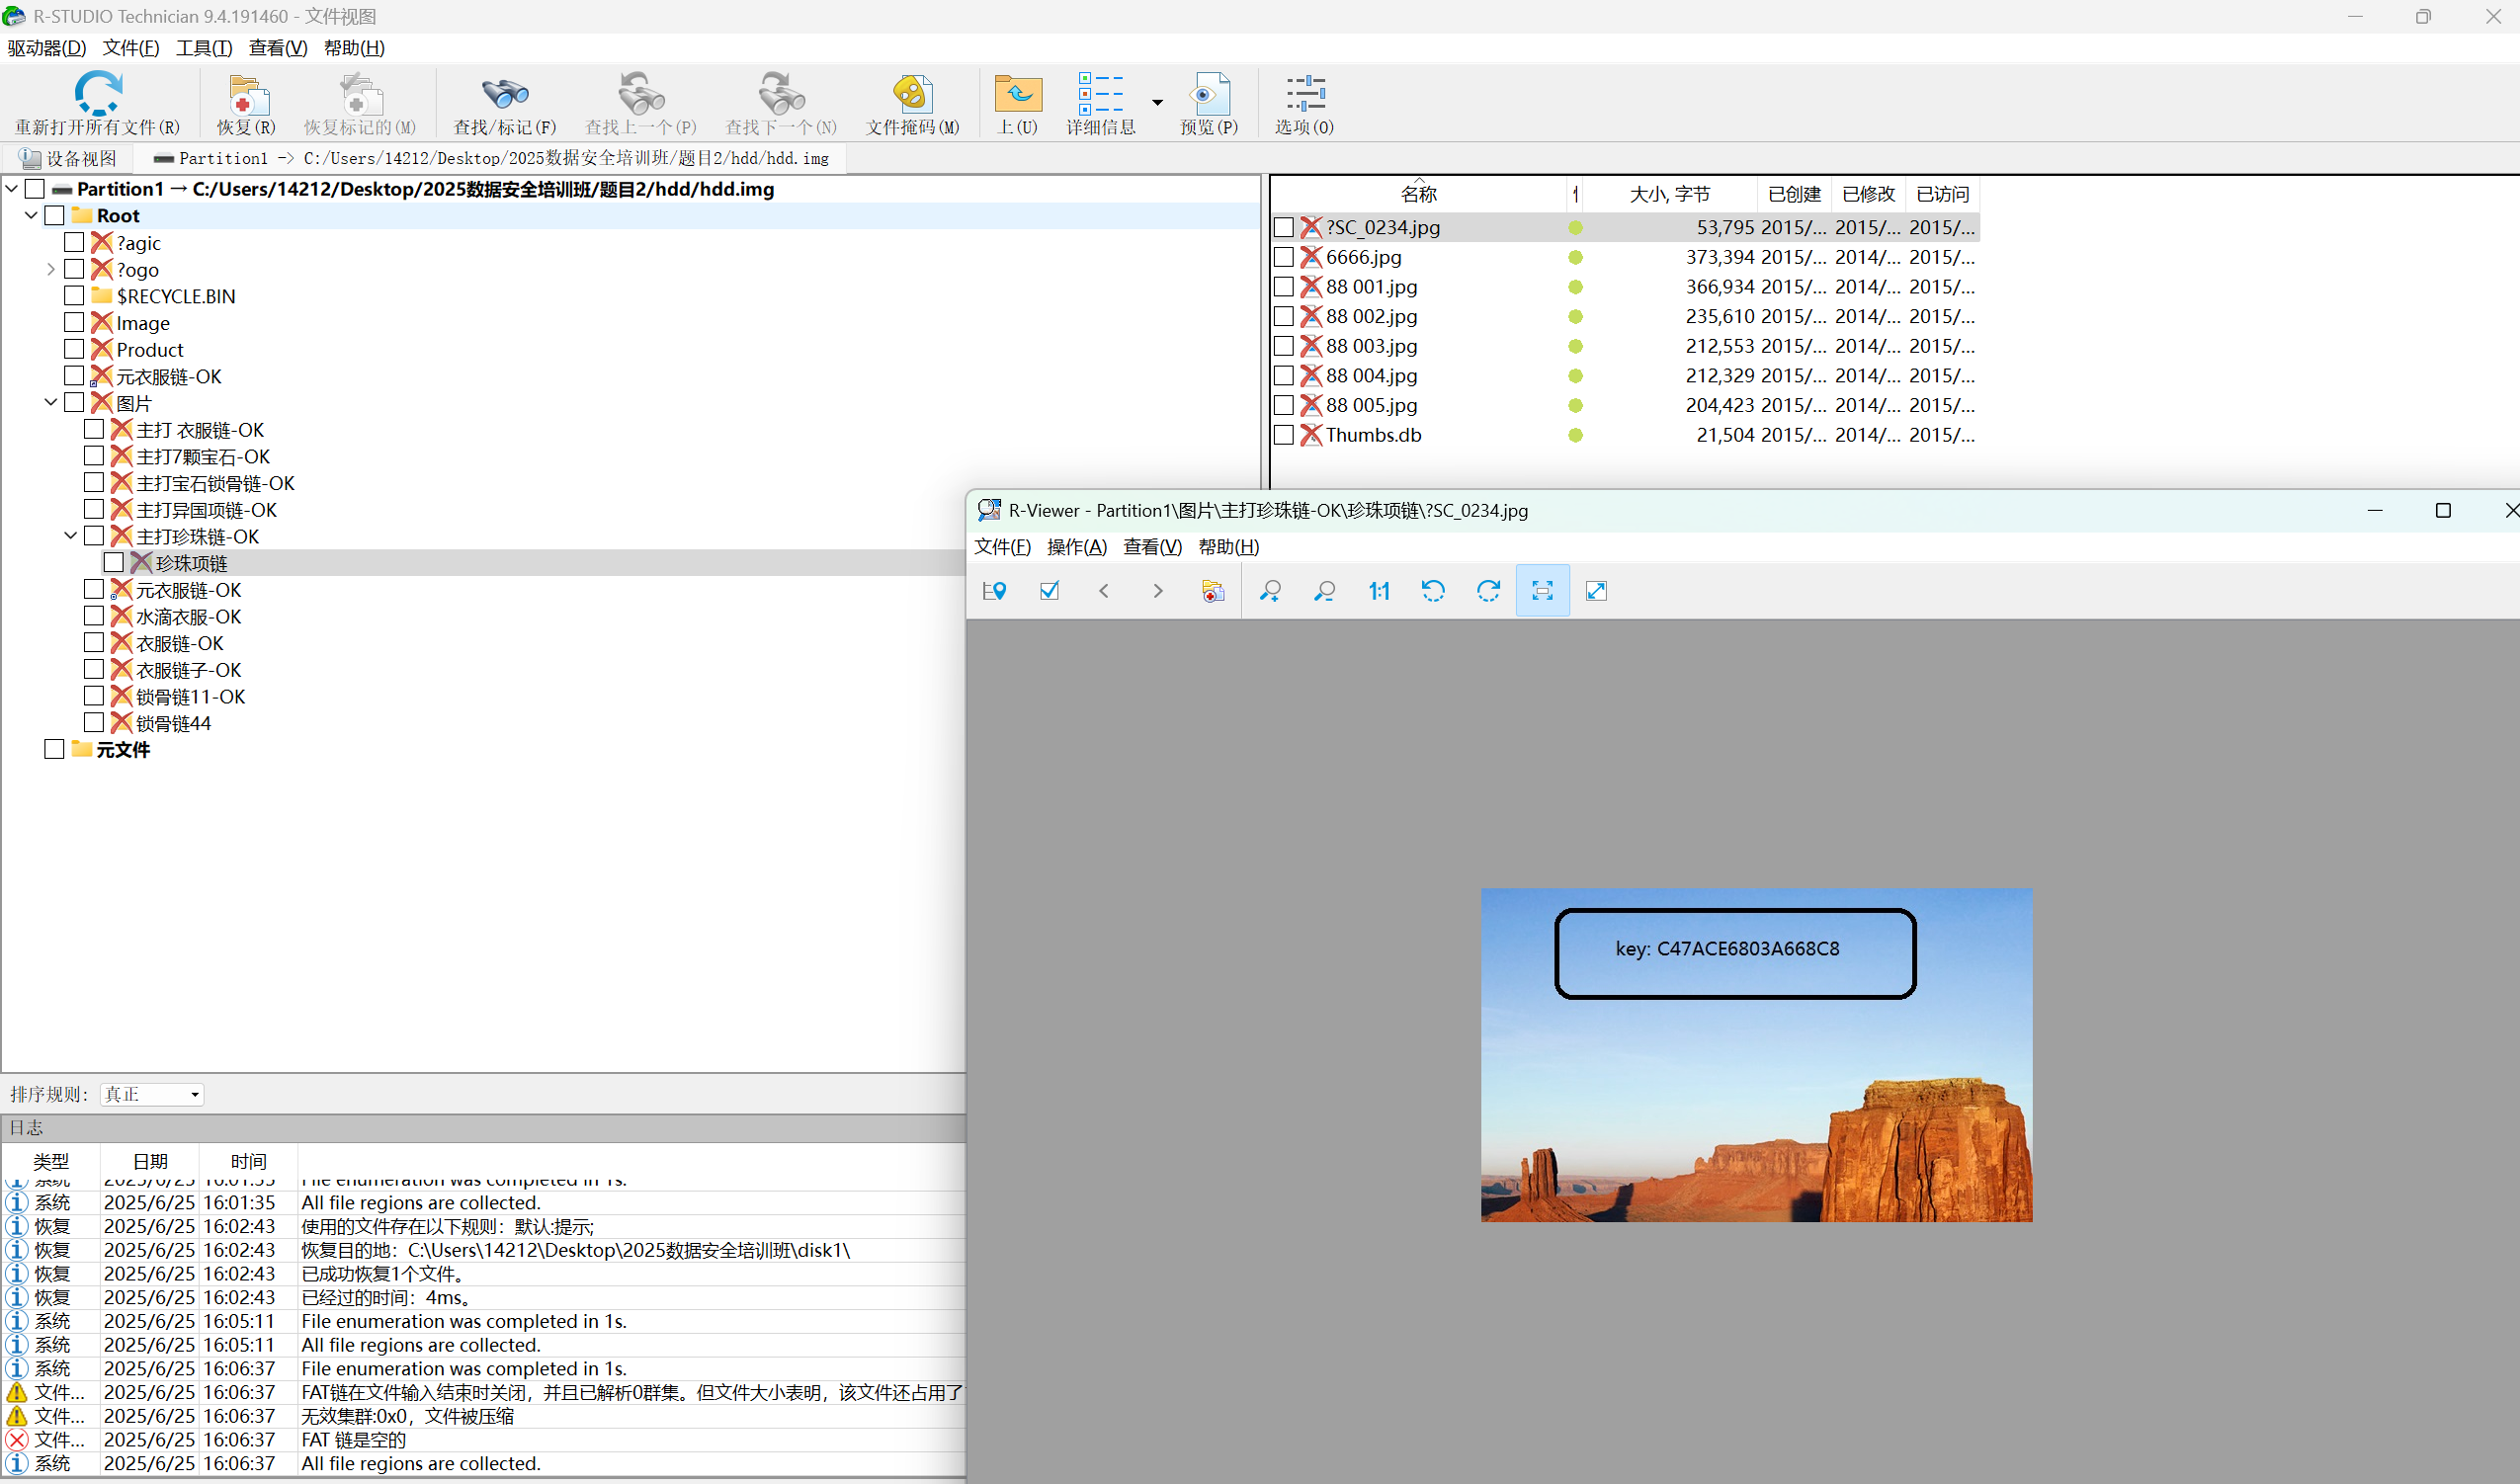 R-STUDIO Technician 9.4.191460 - 文件视图
驱动器(D) 文件(F) 工具(T) 查看(V) 帮助(H)
重新打开所有文件(R) 恢复(R) 恢复标记的(M) 查找/标记(F) 查找上一个(P) 查找下一个(N) 文件掩码(M) 上(U) 详细信息 预览(P) 选项(O)
设备视图 Partition1 -> C:/Users/14212/Desktop/2025数据安全培训班/题目2/hdd/hdd.img
Partition1 → C:/Users/14212/Desktop/2025数据安全培训班/题目2/hdd/hdd.img
Root
?agic
?ogo
$RECYCLE.BIN
Image
Product
元衣服链-OK
图片
主打 衣服链-OK
主打7颗宝石-OK
主打宝石锁骨链-OK
主打异国项链-OK
主打珍珠链-OK
珍珠项链
元衣服链-OK
水滴衣服-OK
衣服链-OK
衣服链子-OK
锁骨链11-OK
锁骨链44
元文件
名称 大小, 字节 已创建 已修改 已访问
?SC_0234.jpg 53,795 2015/... 2015/... 2015/...
6666.jpg 373,394 2015/... 2014/... 2015/...
88 001.jpg 366,934 2015/... 2014/... 2015/...
88 002.jpg 235,610 2015/... 2014/... 2015/...
88 003.jpg 212,553 2015/... 2014/... 2015/...
88 004.jpg 212,329 2015/... 2014/... 2015/...
88 005.jpg 204,423 2015/... 2014/... 2015/...
Thumbs.db 21,504 2015/... 2014/... 2015/...
R-Viewer - Partition1\图片\主打珍珠链-OK\珍珠项链\?SC_0234.jpg
文件(F) 操作(A) 查看(V) 帮助(H)
1:1
key: C47ACE6803A668C8
排序规则: 真正
日志
类型 日期 时间
系统 2025/6/25 16:01:35 File enumeration was completed in 1s.
系统 2025/6/25 16:01:35 All file regions are collected.
恢复 2025/6/25 16:02:43 使用的文件存在以下规则：默认:提示;
恢复 2025/6/25 16:02:43 恢复目的地：C:\Users\14212\Desktop\2025数据安全培训班\disk1\
恢复 2025/6/25 16:02:43 已成功恢复1个文件。
恢复 2025/6/25 16:02:43 已经过的时间：4ms。
系统 2025/6/25 16:05:11 File enumeration was completed in 1s.
系统 2025/6/25 16:05:11 All file regions are collected.
系统 2025/6/25 16:06:37 File enumeration was completed in 1s.
文件... 2025/6/25 16:06:37 FAT链在文件输入结束时关闭，并且已解析0群集。但文件大小表明，该文件还占用了
文件... 2025/6/25 16:06:37 无效集群:0x0，文件被压缩
文件... 2025/6/25 16:06:37 FAT 链是空的
系统 2025/6/25 16:06:37 All file regions are collected.